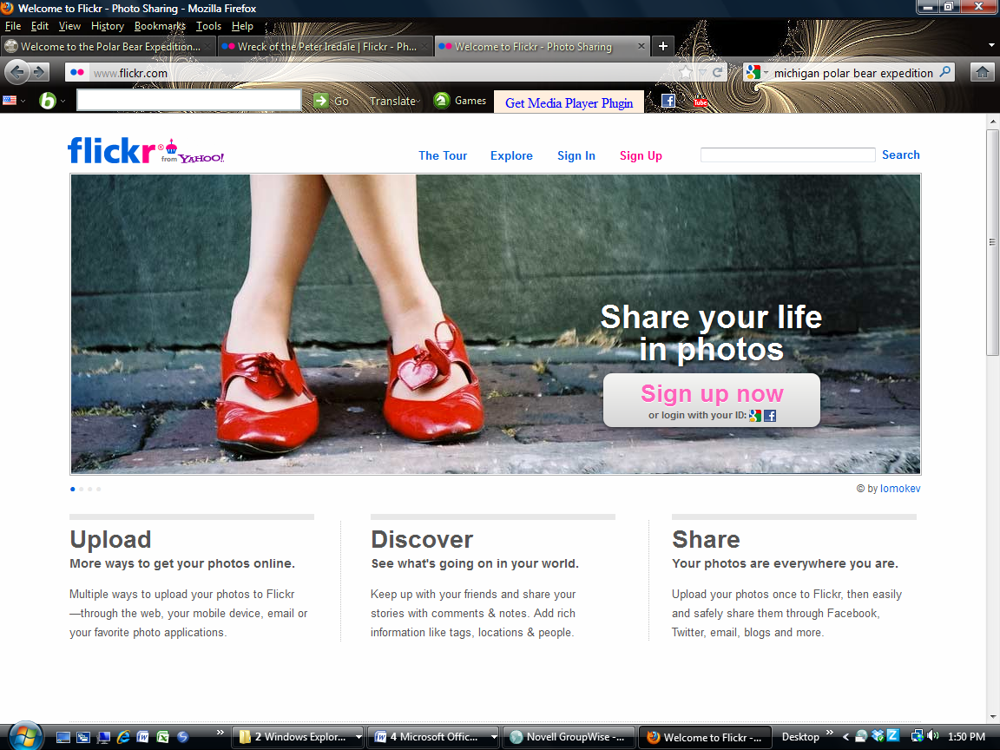 Welcome to Flickr - Photo Sharing - Mozilla Firefox
File Edit View History Bookmarks Tools Help
Welcome to the Polar Bear Expedition... Wreck of the Peter Iredale | Flickr - Ph... Welcome to Flickr - Photo Sharing
www.flickr.com michigan polar bear expedition
Go Translate Games Get Media Player Plugin You Tube
flickr® from YAHOO!
The Tour Explore Sign In Sign Up Search
Share your life
in photos
Sign up now
or login with your ID:
© by lomokev
Upload
More ways to get your photos online.
Multiple ways to upload your photos to Flickr
—through the web, your mobile device, email or
your favorite photo applications.
Discover
See what's going on in your world.
Keep up with your friends and share your
stories with comments & notes. Add rich
information like tags, locations & people.
Share
Your photos are everywhere you are.
Upload your photos once to Flickr, then easily
and safely share them through Facebook,
Twitter, email, blogs and more.
2 Windows Explor... 4 Microsoft Offic... Novell GroupWise -... Welcome to Flickr -... Desktop 1:50 PM